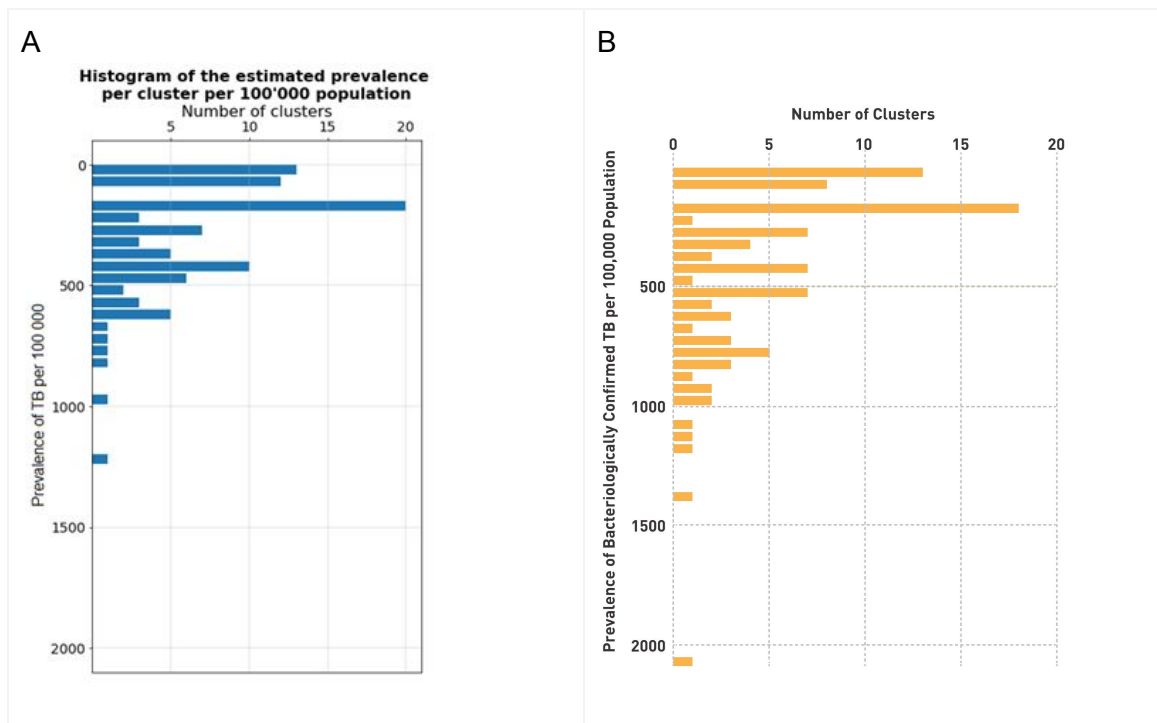 A
Histogram of the estimated prevalence
per cluster per 100'000 population
Number of clusters
5 10 15 20
0
500
1000
1500
2000
Prevalence of TB per 100 000
B
Number of Clusters
0 5 10 15 20
500
1000
1500
2000
Prevalence of Bacteriologically Confirmed TB per 100,000 Population